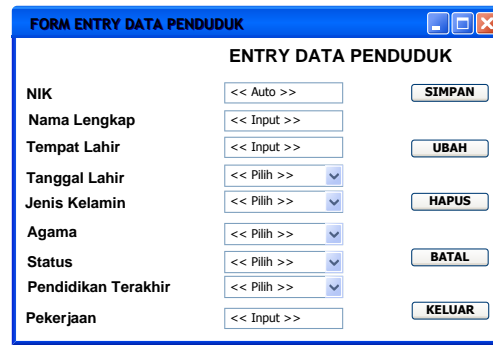 FORM ENTRY DATA PENDUDUK
ENTRY DATA PENDUDUK
NIK << Auto >> SIMPAN
Nama Lengkap << Input >>
Tempat Lahir << Input >> UBAH
Tanggal Lahir << Pilih >>
Jenis Kelamin << Pilih >> HAPUS
Agama << Pilih >>
Status << Pilih >> BATAL
Pendidikan Terakhir << Pilih >>
Pekerjaan << Input >> KELUAR